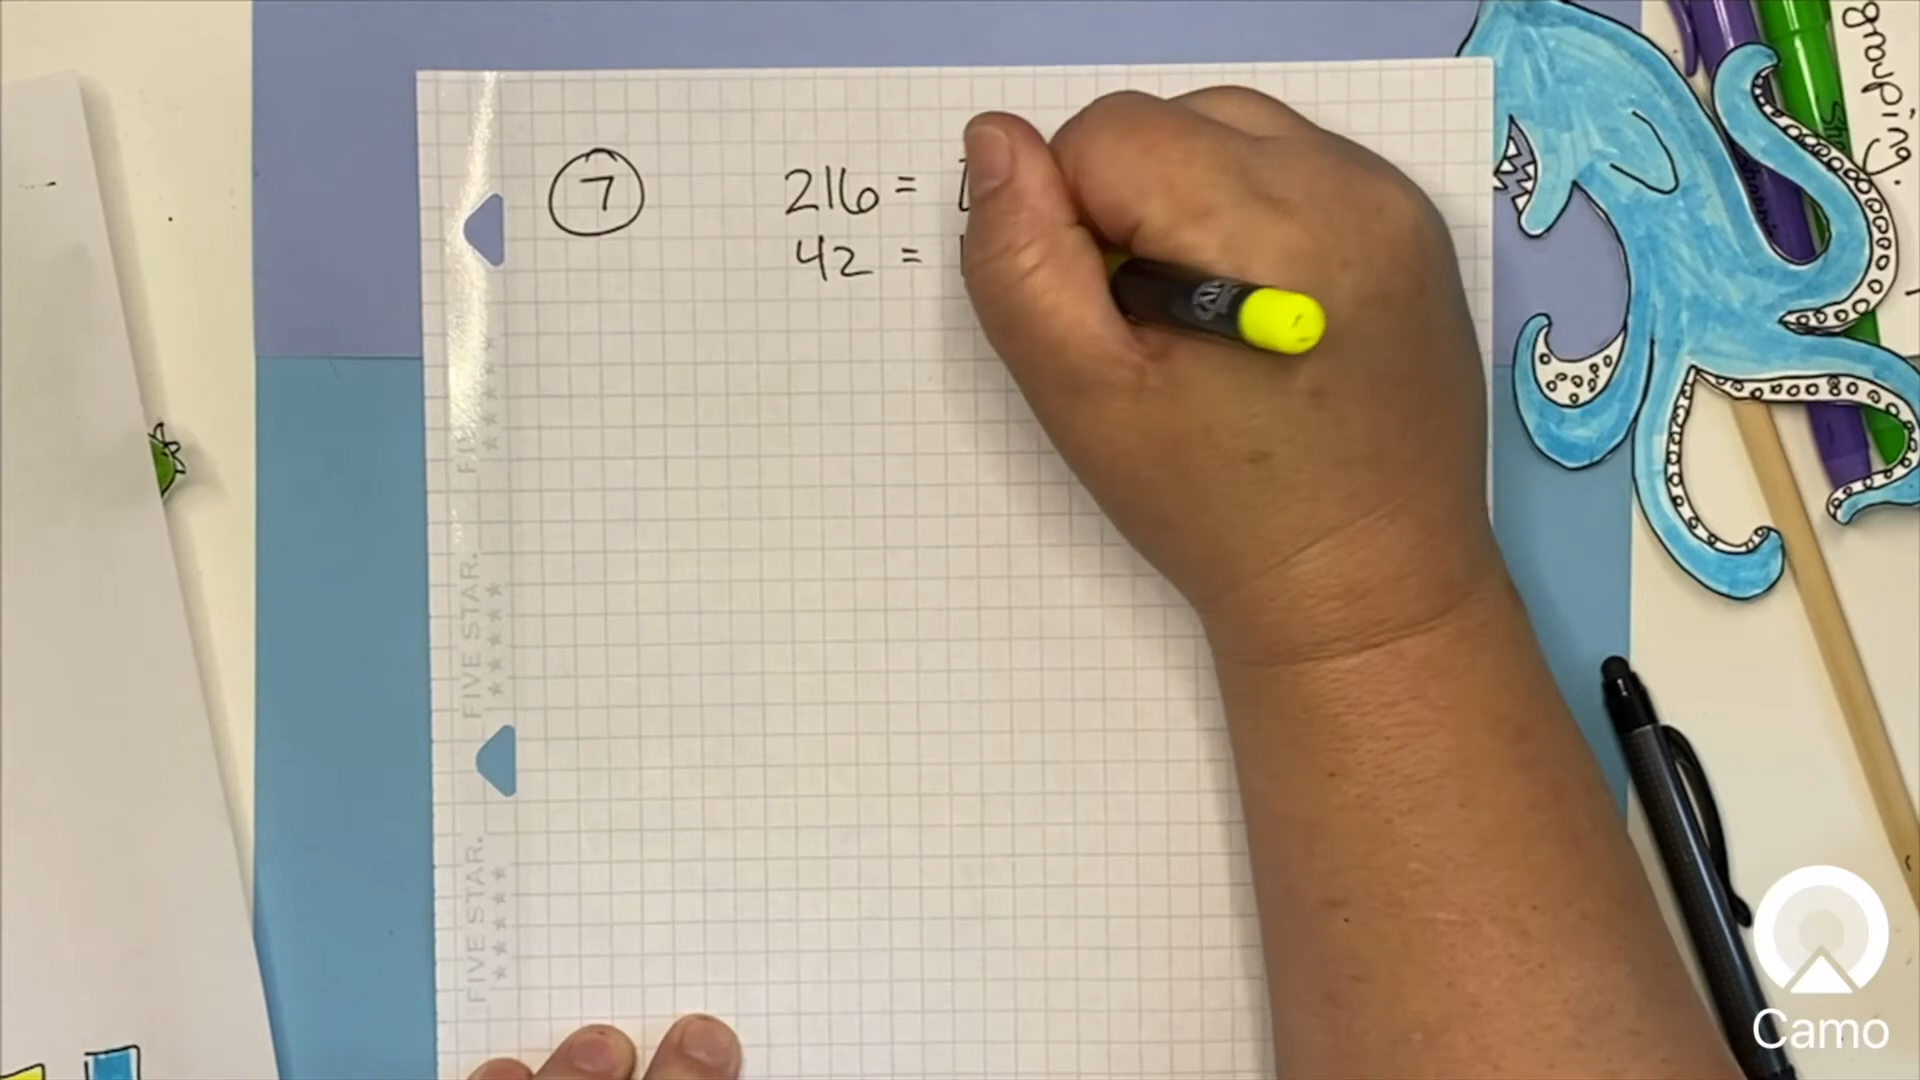 7
216 =
42 =
FIVE STAR.
FIVE STAR.
Camo